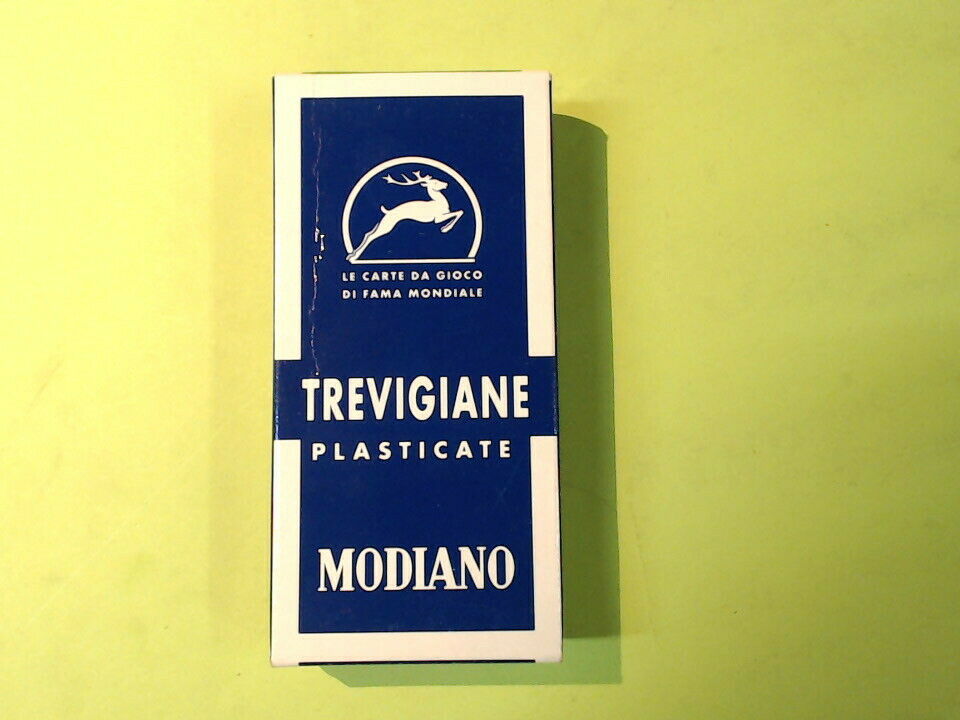 LE CARTE DA GIOCO
DI FAMA MONDIALE
TREVIGIANE
PLASTICATE
MODIANO